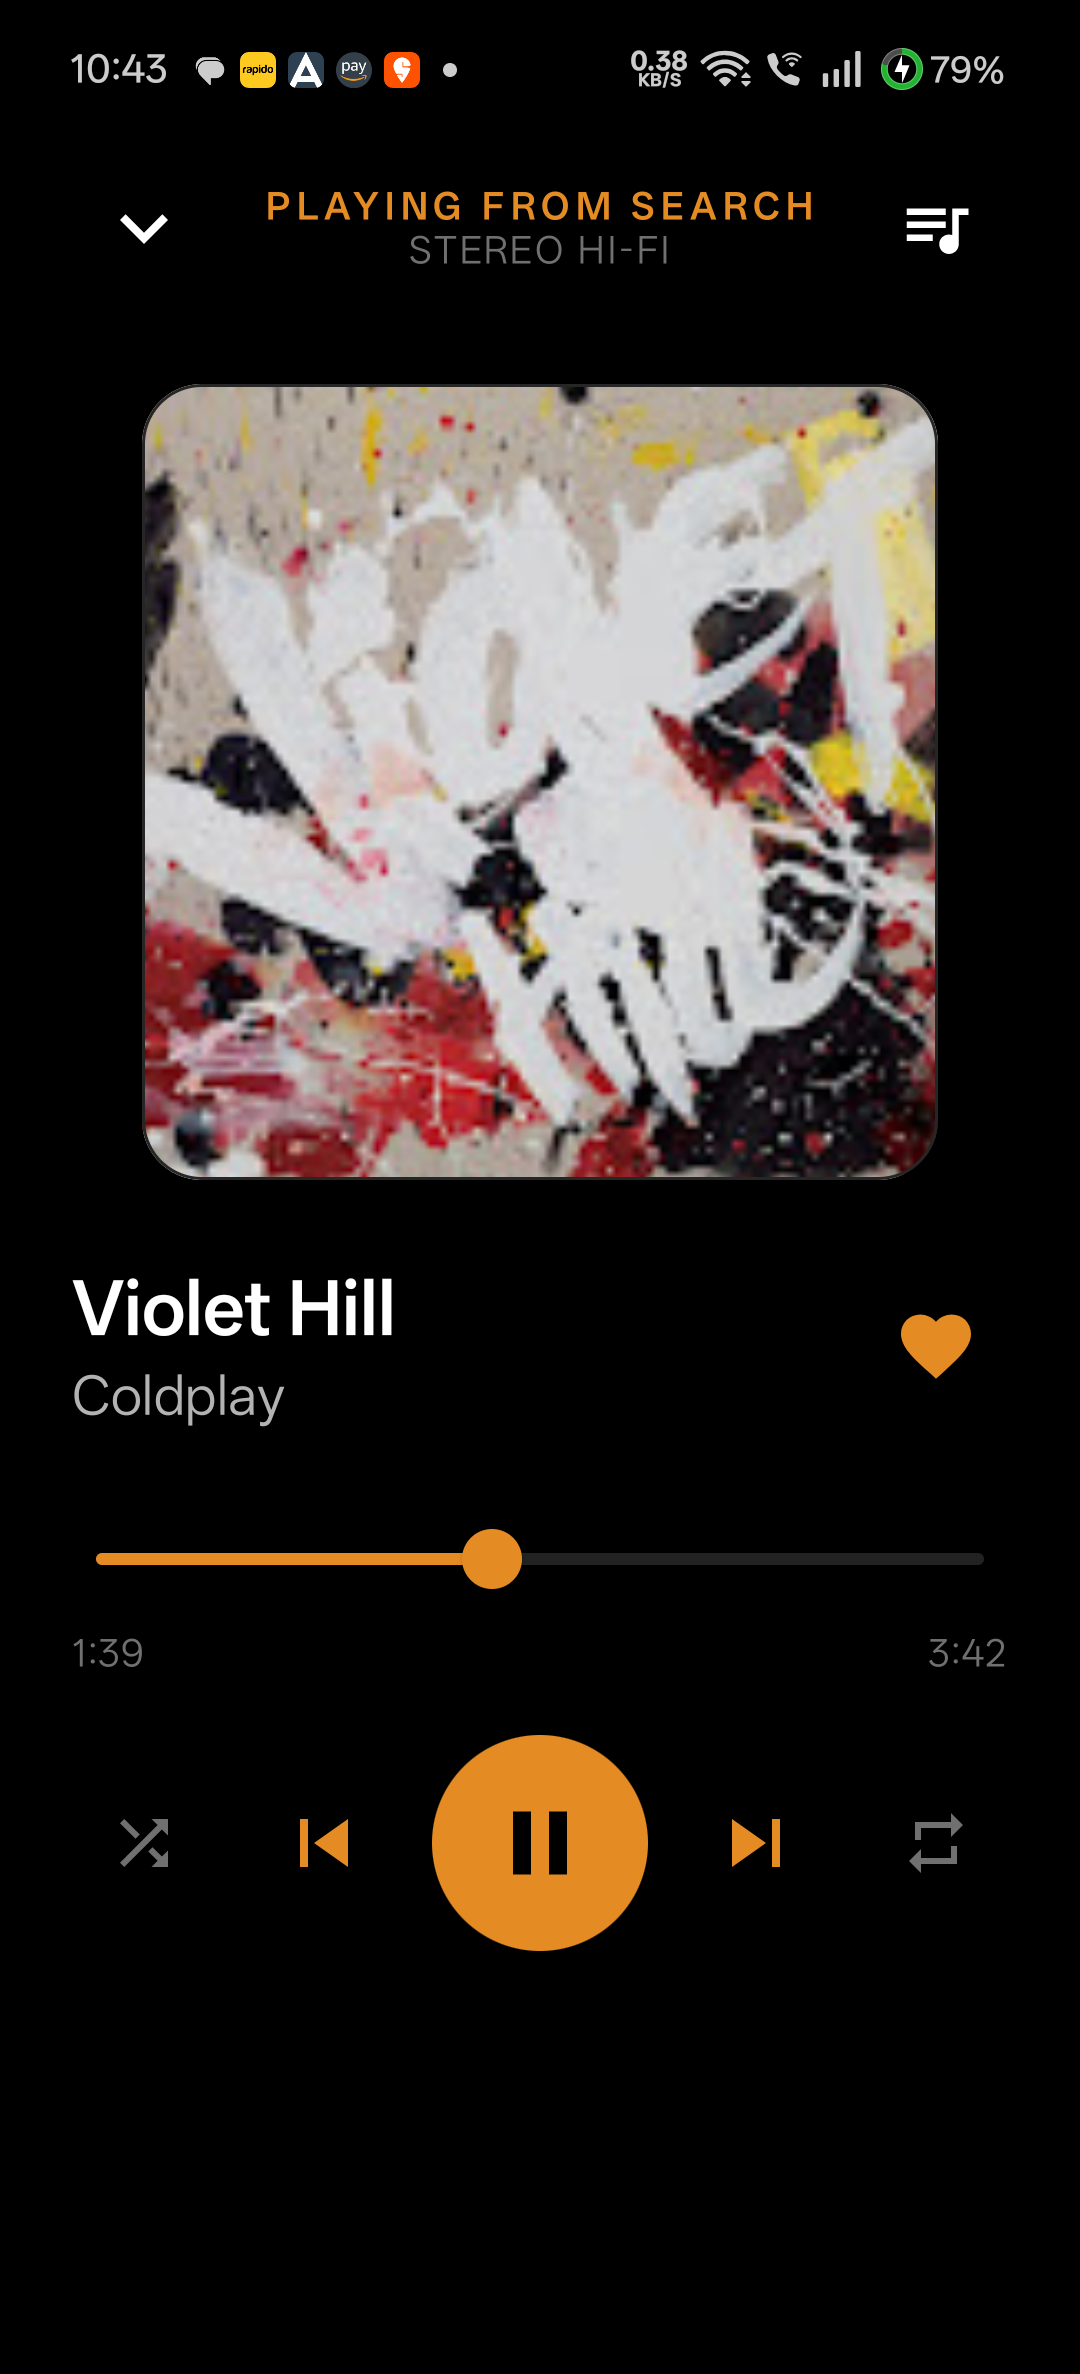 10:43 rapido pay 0.38 KB/S 79%
PLAYING FROM SEARCH
STEREO HI-FI
Violet Hill
Coldplay
1:39 3:42